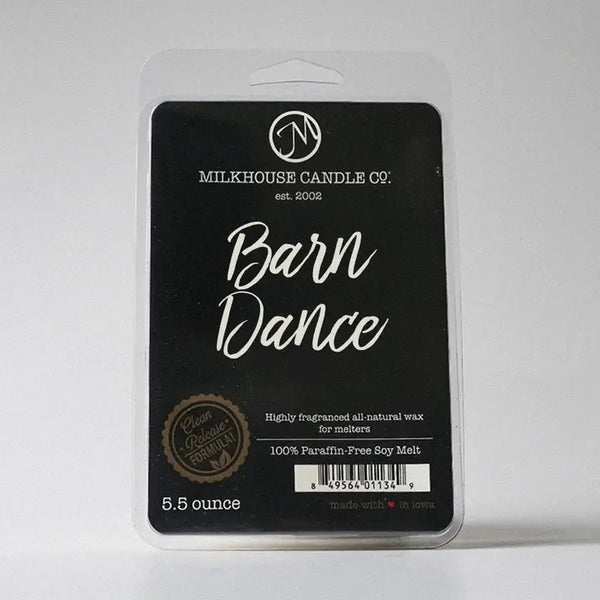 JM
MILKHOUSE CANDLE Co.
est. 2002
Barn
Dance
Highly fragranced all-natural wax
for melters
100% Paraffin-Free Soy Melt
Clean
Release
FORMULA!
8 49564 01134 9
5.5 ounce
made with ♥ in iowa